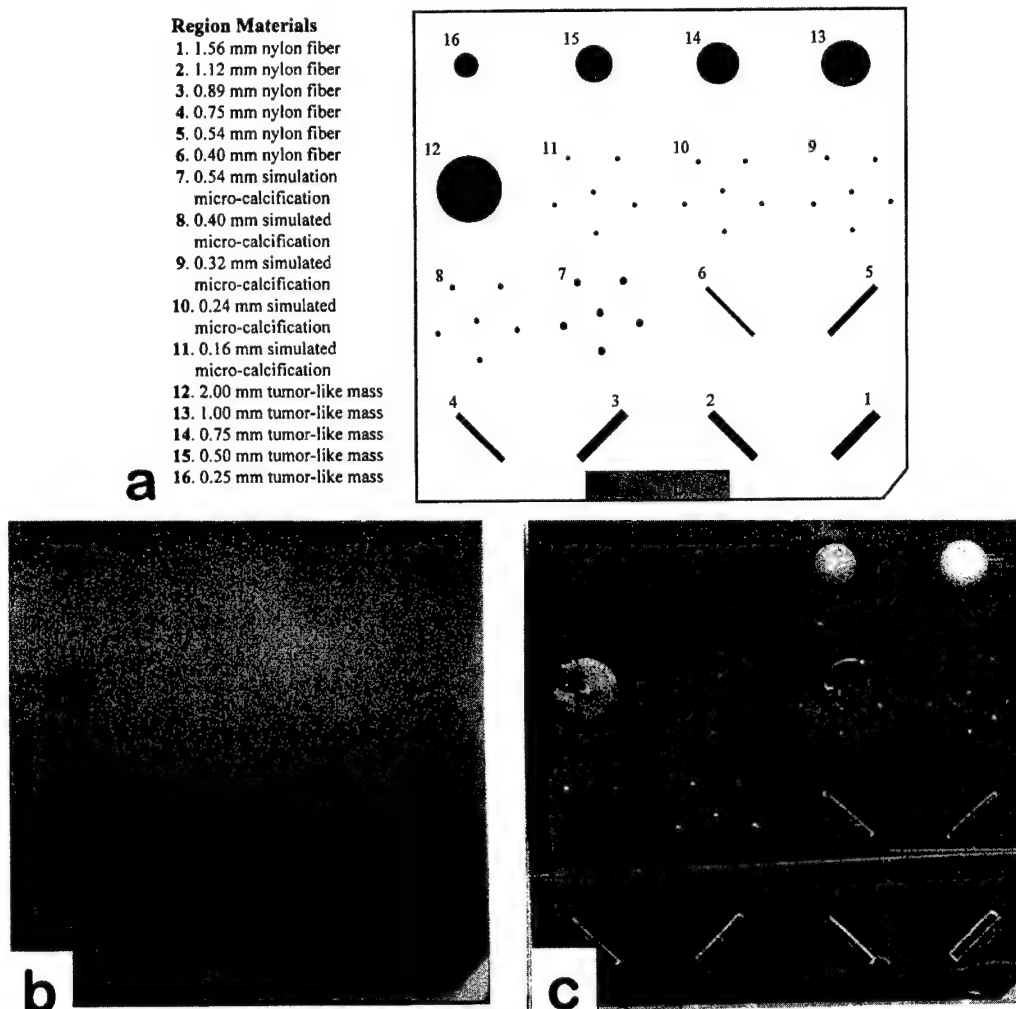 Region Materials
1. 1.56 mm nylon fiber
2. 1.12 mm nylon fiber
3. 0.89 mm nylon fiber
4. 0.75 mm nylon fiber
5. 0.54 mm nylon fiber
6. 0.40 mm nylon fiber
7. 0.54 mm simulation
micro-calcification
8. 0.40 mm simulated
micro-calcification
9. 0.32 mm simulated
micro-calcification
10. 0.24 mm simulated
micro-calcification
11. 0.16 mm simulated
micro-calcification
12. 2.00 mm tumor-like mass
13. 1.00 mm tumor-like mass
14. 0.75 mm tumor-like mass
15. 0.50 mm tumor-like mass
16. 0.25 mm tumor-like mass
a
16 15 14 13
12 11 10 9
8 7 6 5
4 3 2 1
b
c